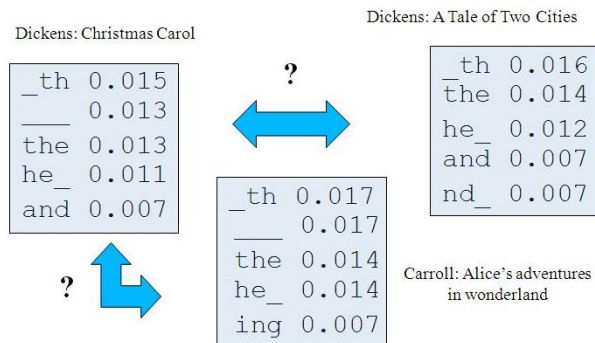 Dickens: Christmas Carol
_th 0.015
___ 0.013
the 0.013
he_ 0.011
and 0.007
?
Dickens: A Tale of Two Cities
_th 0.016
the 0.014
he_ 0.012
and 0.007
nd_ 0.007
?
_th 0.017
___ 0.017
the 0.014
he_ 0.014
ing 0.007
Carroll: Alice's adventures
in wonderland